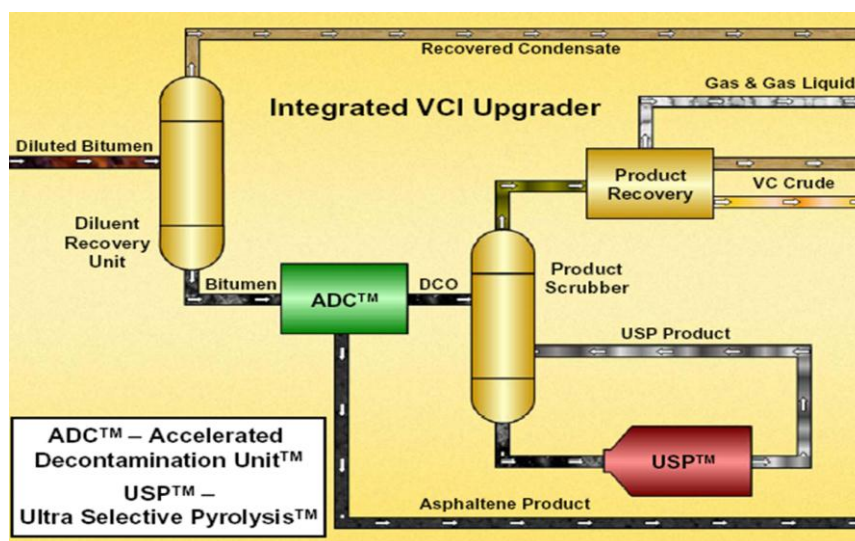 Recovered Condensate
Gas & Gas Liquid
Integrated VCI Upgrader
Diluted Bitumen
Product
Recovery
VC Crude
Diluent
Recovery
Unit
Bitumen
ADC™
DCO
Product
Scrubber
USP Product
ADC™ – Accelerated
Decontamination Unit™
USP™ –
Ultra Selective Pyrolysis™
USP™
Asphaltene Product